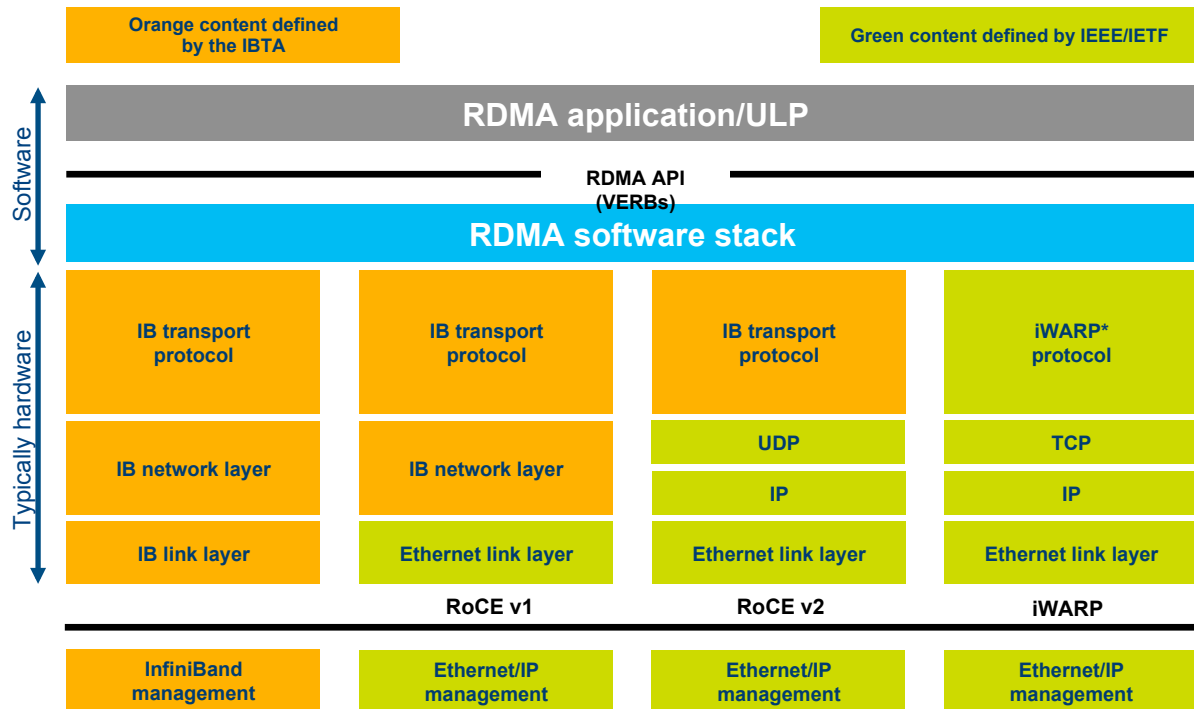 Orange content defined
by the IBTA
Green content defined by IEEE/IETF
Software
RDMA application/ULP
RDMA API
(VERBs)
RDMA software stack
Typically hardware
IB transport
protocol
IB transport
protocol
IB transport
protocol
iWARP*
protocol
IB network layer
IB network layer
UDP
TCP
IP
IP
IB link layer
Ethernet link layer
Ethernet link layer
Ethernet link layer
RoCE v1
RoCE v2
iWARP
InfiniBand
management
Ethernet/IP
management
Ethernet/IP
management
Ethernet/IP
management